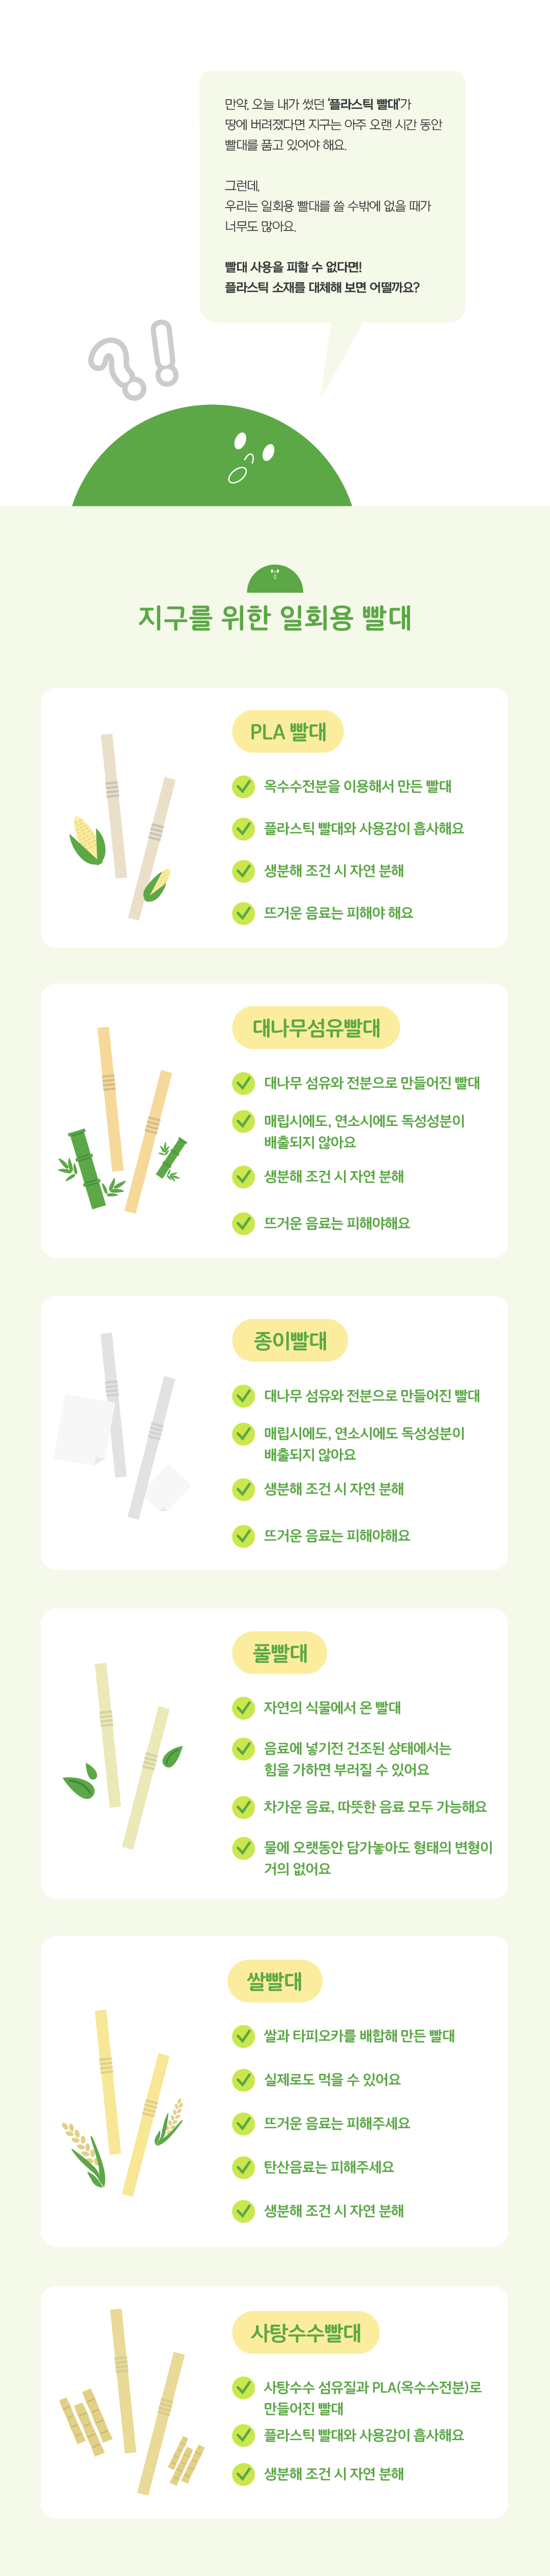 만약, 오늘 내가 썼던 '플라스틱 빨대'가
땅에 버려졌다면 지구는 아주 오랜 시간 동안
빨대를 품고 있어야 해요.
그런데,
우리는 일회용 빨대를 쓸 수밖에 없을 때가
너무도 많아요.
빨대 사용을 피할 수 없다면!
플라스틱 소재를 대체해 보면 어떨까요?
?!
지구를 위한 일회용 빨대
PLA 빨대
옥수수전분을 이용해서 만든 빨대
플라스틱 빨대와 사용감이 흡사해요
생분해 조건 시 자연 분해
뜨거운 음료는 피해야 해요
대나무섬유빨대
대나무 섬유와 전분으로 만들어진 빨대
매립시에도, 연소시에도 독성성분이
배출되지 않아요
생분해 조건 시 자연 분해
뜨거운 음료는 피해야해요
종이빨대
대나무 섬유와 전분으로 만들어진 빨대
매립시에도, 연소시에도 독성성분이
배출되지 않아요
생분해 조건 시 자연 분해
뜨거운 음료는 피해야해요
풀빨대
자연의 식물에서 온 빨대
음료에 넣기전 건조된 상태에서는
힘을 가하면 부러질 수 있어요
차가운 음료, 따뜻한 음료 모두 가능해요
물에 오랫동안 담가놓아도 형태의 변형이
거의 없어요
쌀빨대
쌀과 타피오카를 배합해 만든 빨대
실제로도 먹을 수 있어요
뜨거운 음료는 피해주세요
탄산음료는 피해주세요
생분해 조건 시 자연 분해
사탕수수빨대
사탕수수 섬유질과 PLA(옥수수전분)로
만들어진 빨대
플라스틱 빨대와 사용감이 흡사해요
생분해 조건 시 자연 분해